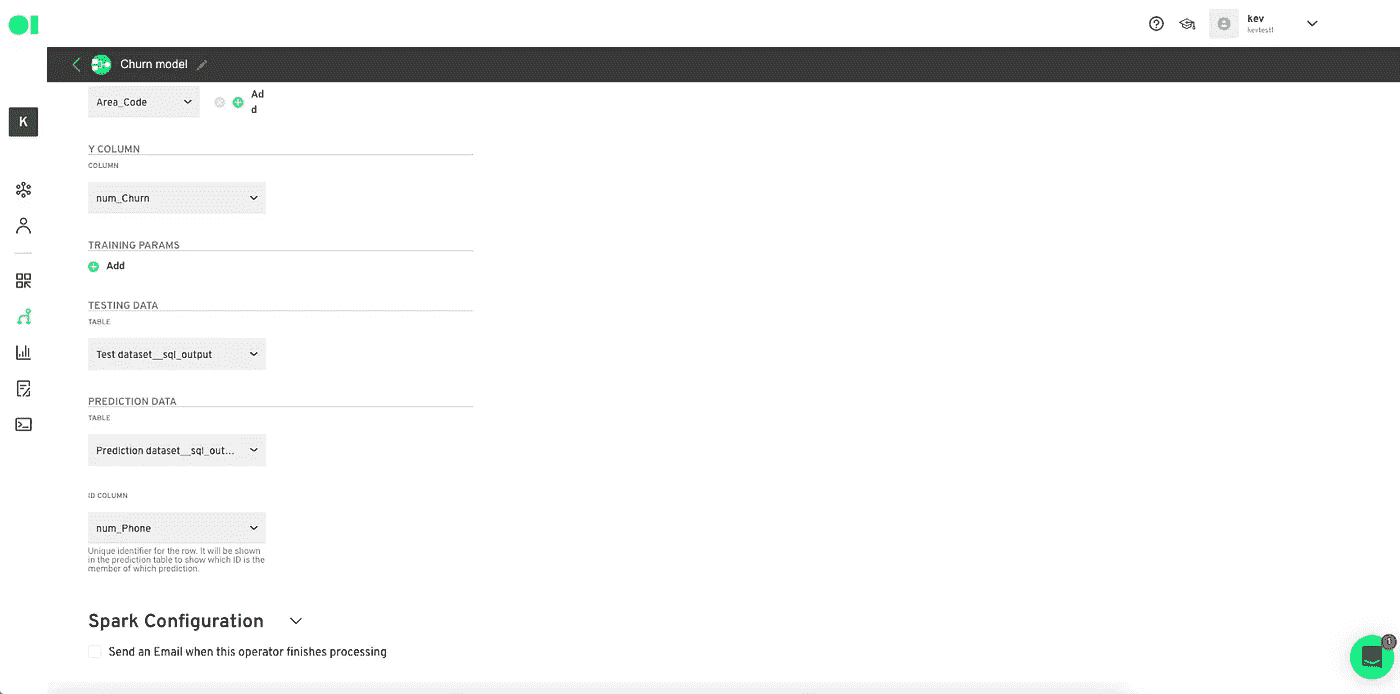 kev
kevtest1
Churn model
Area_Code
Ad
d
K
Y COLUMN
COLUMN
num_Churn
TRAINING PARAMS
Add
TESTING DATA
TABLE
Test dataset__sql_output
PREDICTION DATA
TABLE
Prediction dataset__sql_out...
ID COLUMN
num_Phone
Unique identifier for the row. It will be shown
in the prediction table to show which ID is the
member of which prediction.
Spark Configuration
Send an Email when this operator finishes processing
1